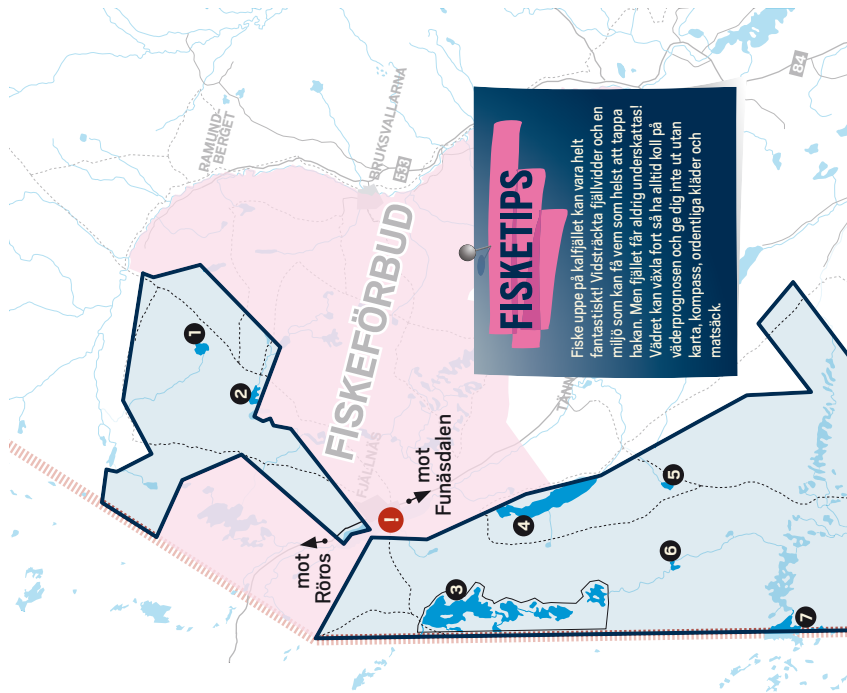 RAMUND-
BERGET
BRUKSVALLARNA
533
84
FISKEFÖRBUD
FJÄLLNÄS
TÄNN
mot
Röros
mot
Funäsdalen
!
1
2
3
4
5
6
7
FISKETIPS
Fiske uppe på kalfjället kan vara helt
fantastiskt! Vidsträckta fjällvidder och en
miljö som kan få vem som helst att tappa
hakan. Men fjället får aldrig underskattas!
Vädret kan växla fort så ha alltid koll på
väderprognosen och ge dig inte ut utan
karta, kompass, ordentliga kläder och
matsäck.